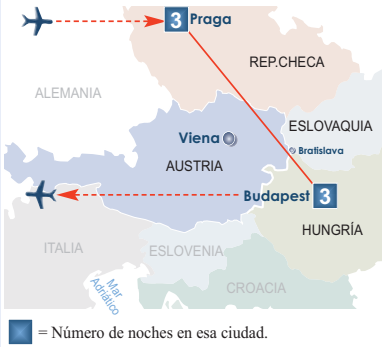 3 Praga
REP.CHECA
ALEMANIA
ESLOVAQUIA
Viena
Bratislava
AUSTRIA
Budapest 3
HUNGRÍA
ITALIA
ESLOVENIA
Mar
Adriático
CROACIA
= Número de noches en esa ciudad.